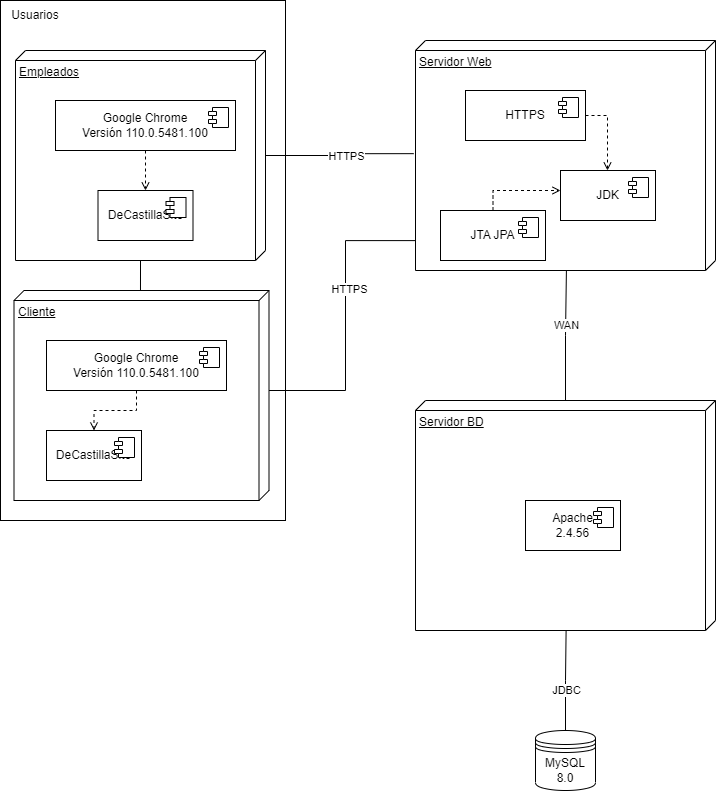 Usuarios
Empleados
Google Chrome
Versión 110.0.5481.100
HTTPS
Servidor Web
HTTPS
JDK
JTA JPA
Cliente
Google Chrome
Versión 110.0.5481.100
HTTPS
WAN
Servidor BD
Apache
2.4.56
JDBC
MySQL
8.0